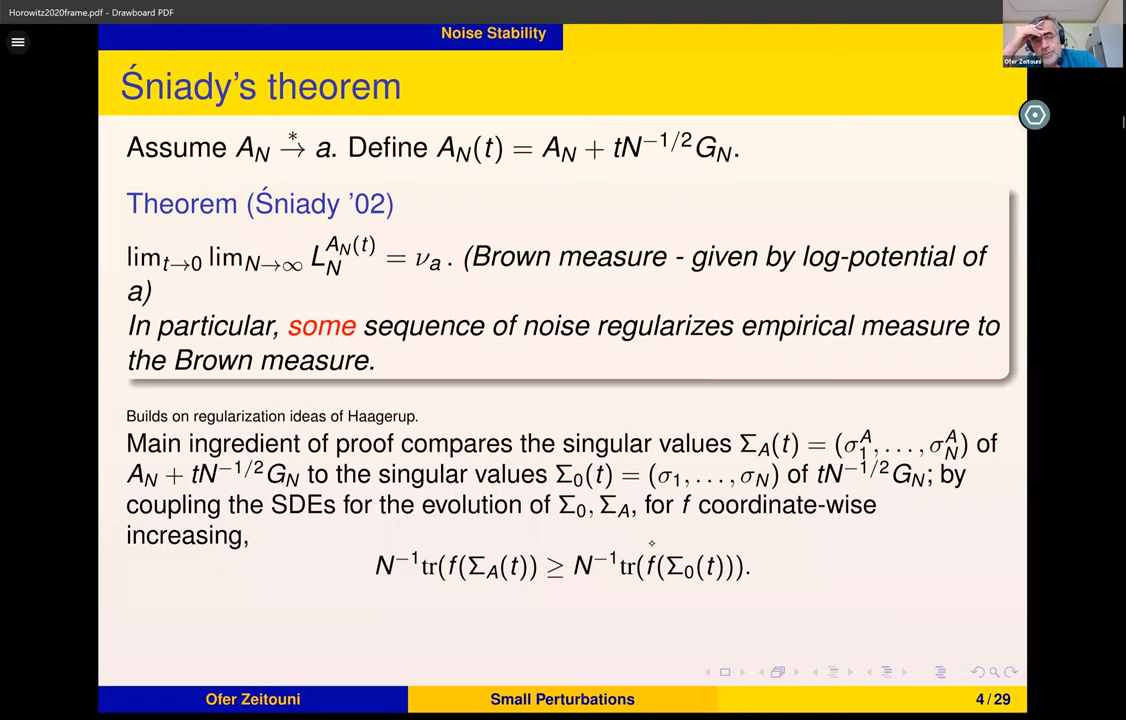 Horowitz2020frame.pdf - Drawboard PDF
Noise Stability
Ofer Zeitouni
Śniady's theorem
Assume A_N →* a. Define A_N(t) = A_N + tN^{-1/2}G_N.
Theorem (Śniady '02)
lim_{t→0} lim_{N→∞} L_N^{A_N(t)} = ν_a. (Brown measure - given by log-potential of
a)
In particular, some sequence of noise regularizes empirical measure to
the Brown measure.
Builds on regularization ideas of Haagerup.
Main ingredient of proof compares the singular values Σ_A(t) = (σ_1^A, ..., σ_N^A) of
A_N + tN^{-1/2}G_N to the singular values Σ_0(t) = (σ_1, ..., σ_N) of tN^{-1/2}G_N; by
coupling the SDEs for the evolution of Σ_0, Σ_A, for f coordinate-wise
increasing,
N^{-1}tr(f(Σ_A(t)) ≥ N^{-1}tr(f(Σ_0(t))).
Ofer Zeitouni
Small Perturbations
4 / 29